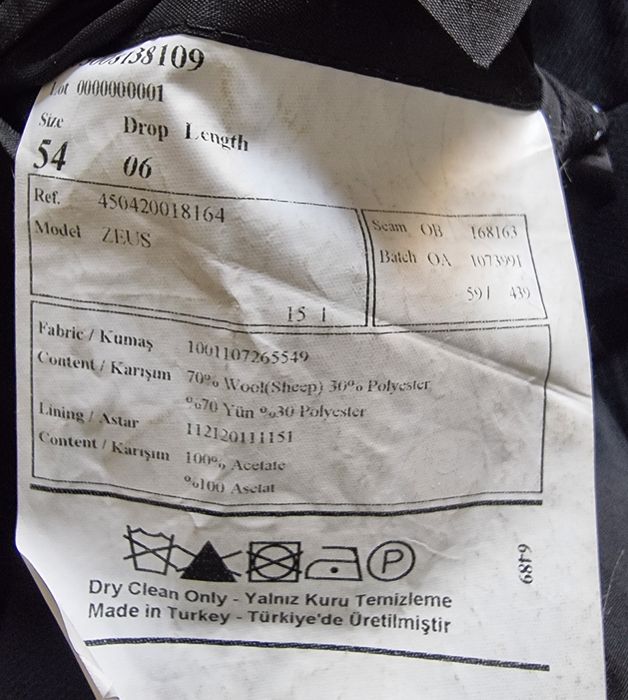 38109
Lot 0000000001
Size Drop Length
54 06
Ref. 450420018164
Model ZEUS
15 1
Seam OB 168163
Batch OA 1073991
59/ 439
Fabric / Kumaş 1001107265549
Content / Karışım 70% Wool(Sheep) 30% Polyester
%70 Yün %30 Polyester
Lining / Astar 112120111151
Content / Karışım 100% Acetate
%100 Asetat
P
6489
Dry Clean Only - Yalnız Kuru Temizleme
Made in Turkey - Türkiye'de Üretilmiştir